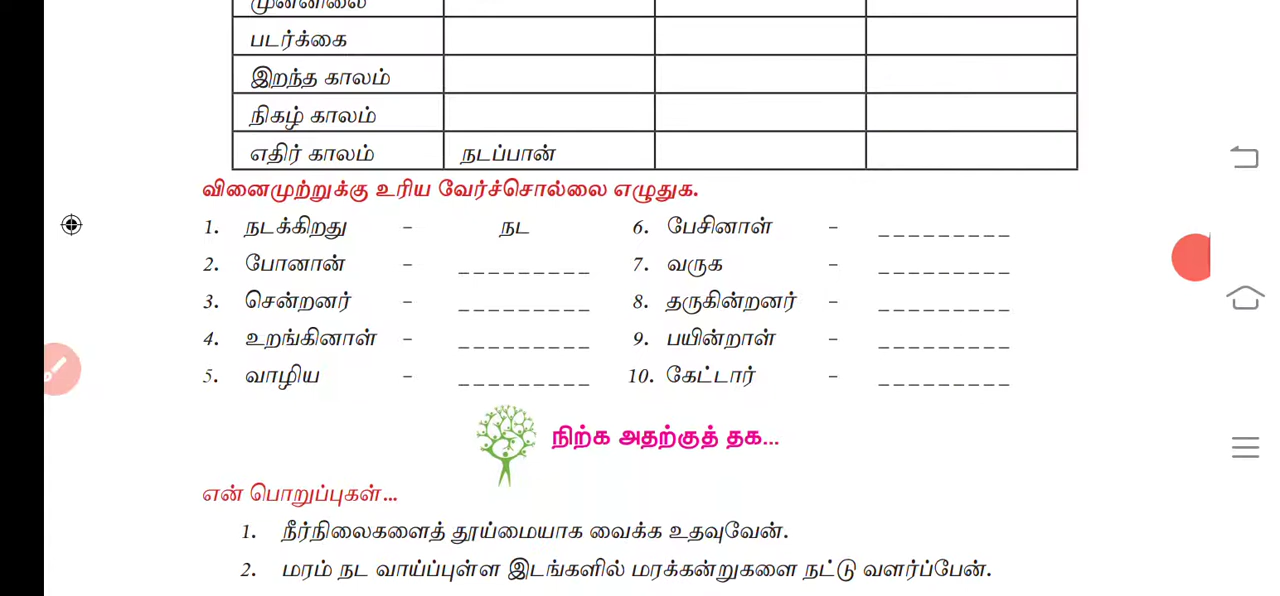 முன்னிலை
படர்க்கை
இறந்த காலம்
நிகழ் காலம்
எதிர் காலம் நடப்பான்
வினைமுற்றுக்கு உரிய வேர்ச்சொல்லை எழுதுக.
1. நடக்கிறது – நட 6. பேசினாள் – _ _ _ _ _ _ _ _ _
2. போனான் – _ _ _ _ _ _ _ _ _ 7. வருக – _ _ _ _ _ _ _ _ _
3. சென்றனர் – _ _ _ _ _ _ _ _ _ 8. தருகின்றனர் – _ _ _ _ _ _ _ _ _
4. உறங்கினாள் – _ _ _ _ _ _ _ _ _ 9. பயின்றாள் – _ _ _ _ _ _ _ _ _
5. வாழிய – _ _ _ _ _ _ _ _ _ 10. கேட்டார் – _ _ _ _ _ _ _ _ _
நிற்க அதற்குத் தக...
என் பொறுப்புகள்...
1. நீர்நிலைகளைத் தூய்மையாக வைக்க உதவுவேன்.
2. மரம் நட வாய்ப்புள்ள இடங்களில் மரக்கன்றுகளை நட்டு வளர்ப்பேன்.